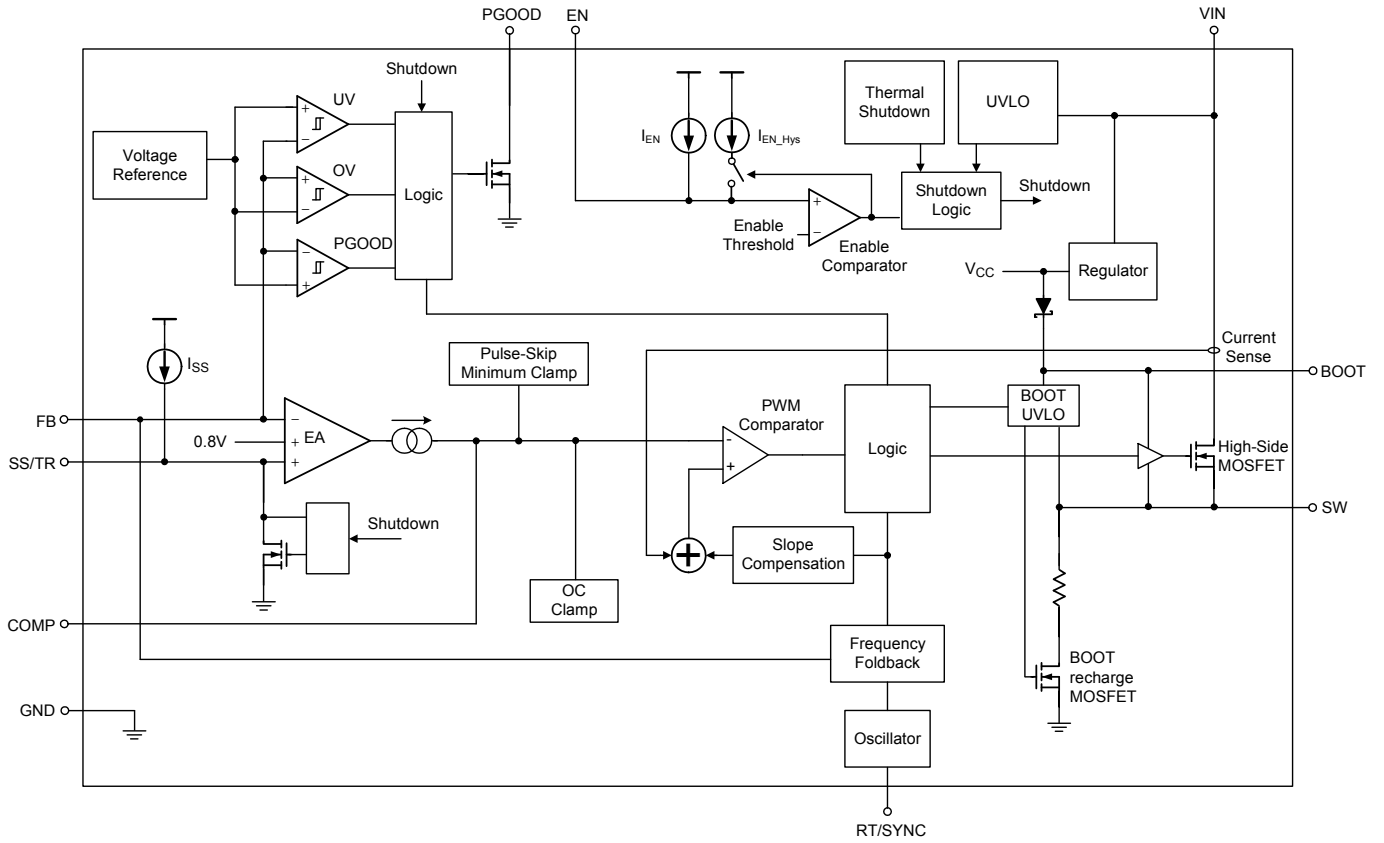 PGOOD
EN
VIN
Shutdown
UV
Thermal
Shutdown
UVLO
Voltage
Reference
+
−
I_EN
I_EN_Hys
OV
+
−
Logic
Shutdown
Logic
Shutdown
+
−
Enable
Threshold
Enable
Comparator
PGOOD
−
+
V_CC
Regulator
I_SS
Pulse-Skip
Minimum Clamp
Current
Sense
BOOT
BOOT
UVLO
PWM
Comparator
FB
−
0.8V
+
EA
SS/TR
+
-
+
Logic
High-Side
MOSFET
SW
Shutdown
+
Slope
Compensation
OC
Clamp
COMP
Frequency
Foldback
BOOT
recharge
MOSFET
GND
Oscillator
RT/SYNC